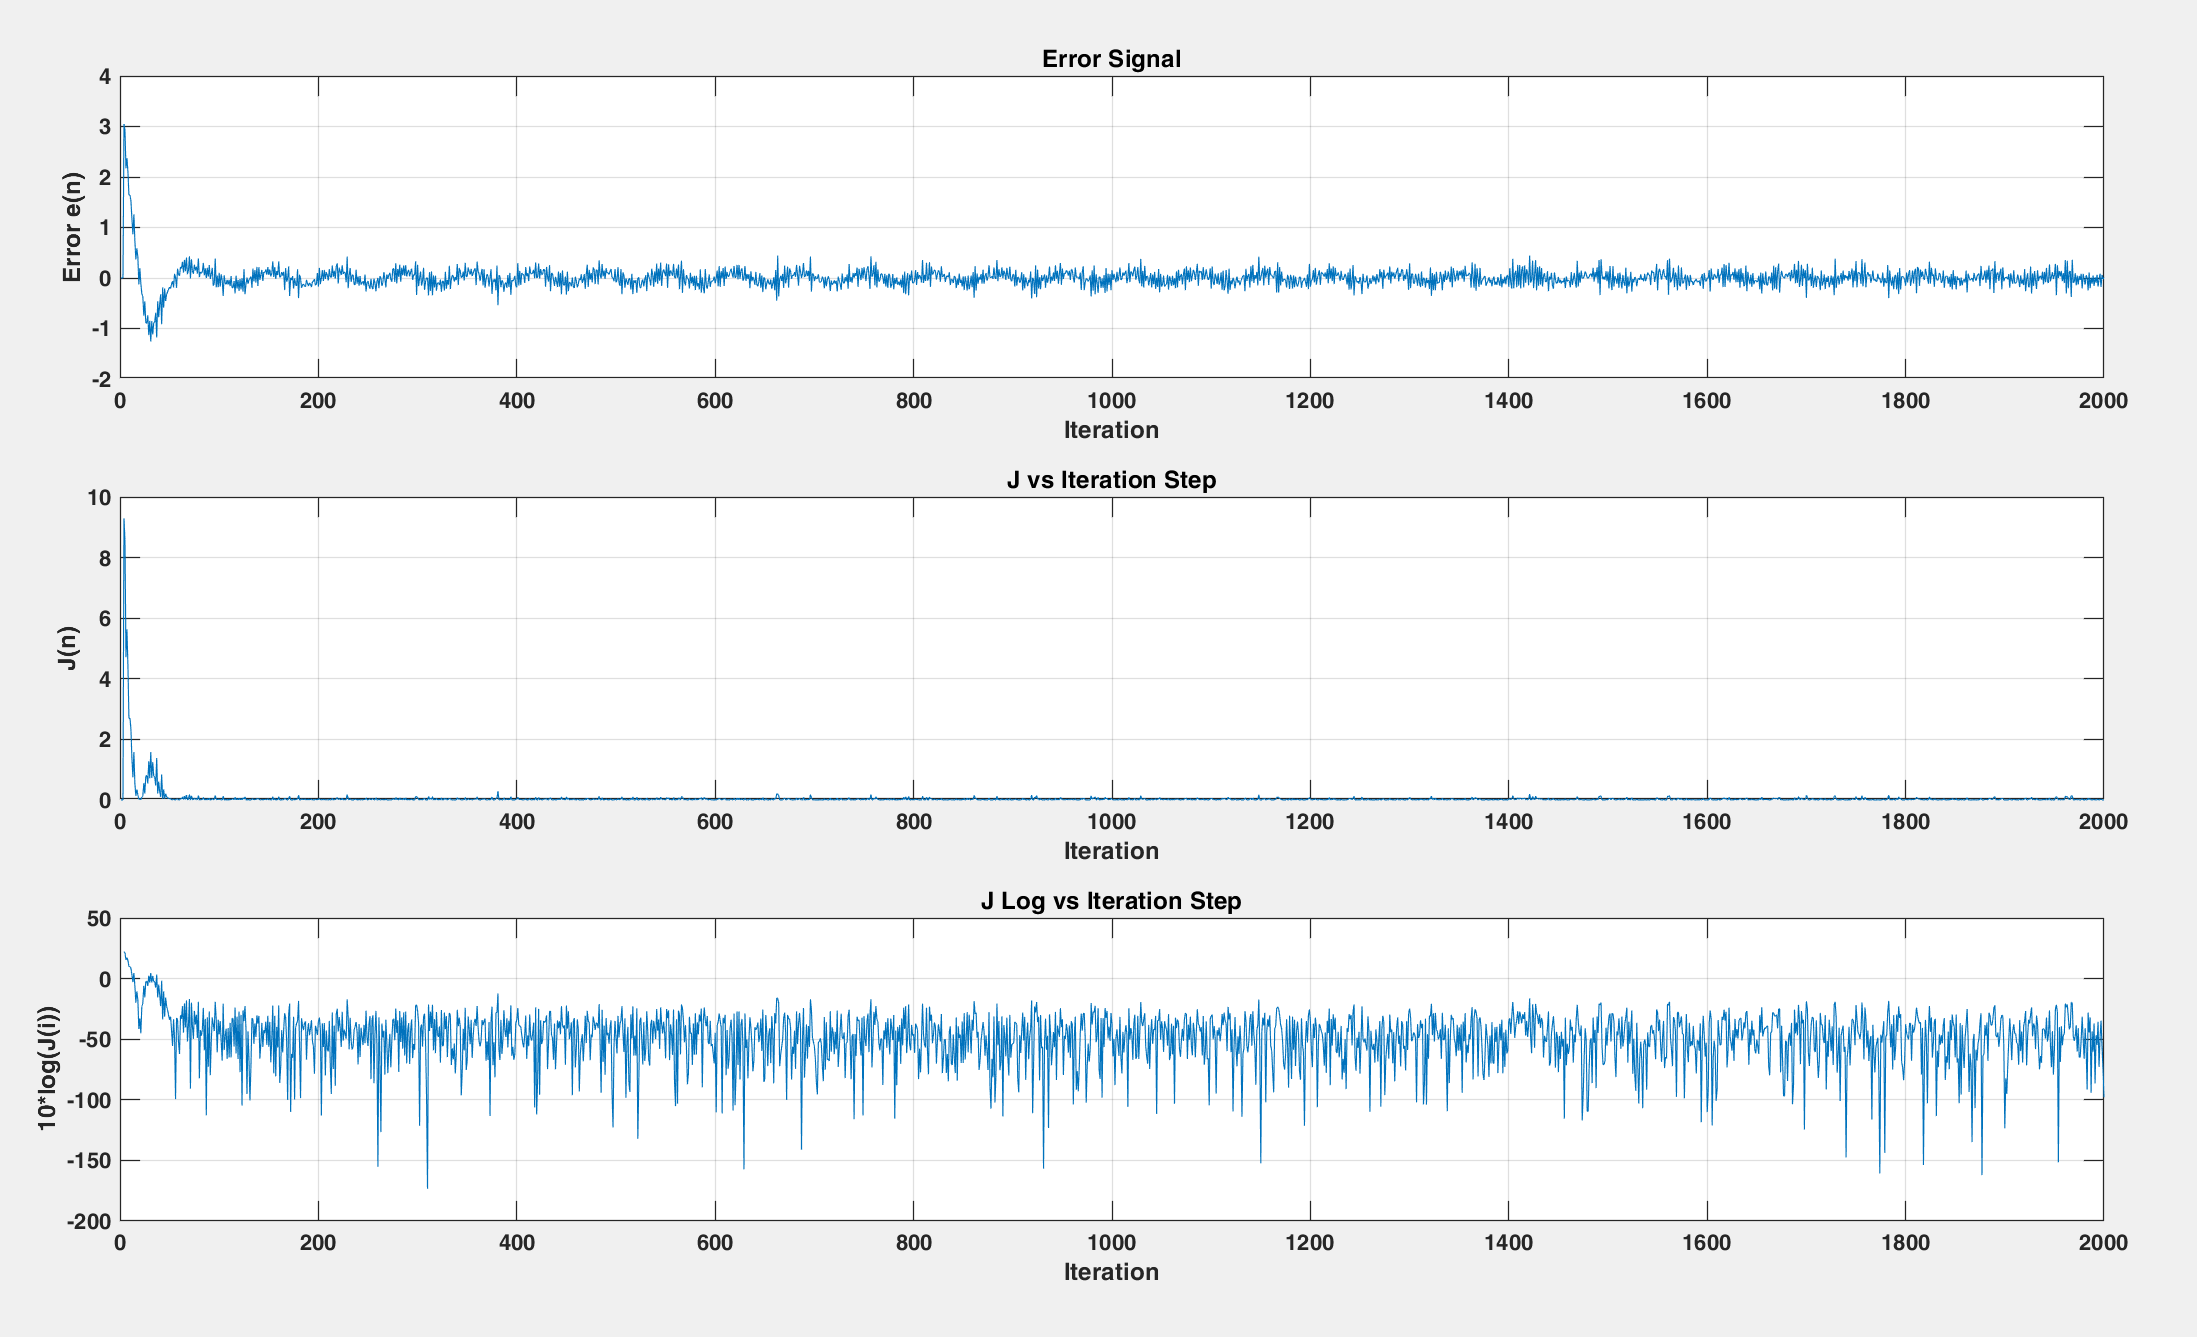 Error Signal
4
3
2
1
0
-1
-2
Error e(n)
0 200 400 600 800 1000 1200 1400 1600 1800 2000
Iteration
J vs Iteration Step
10
8
6
4
2
0
J(n)
0 200 400 600 800 1000 1200 1400 1600 1800 2000
Iteration
J Log vs Iteration Step
50
0
-50
-100
-150
-200
10*log(J(i))
0 200 400 600 800 1000 1200 1400 1600 1800 2000
Iteration